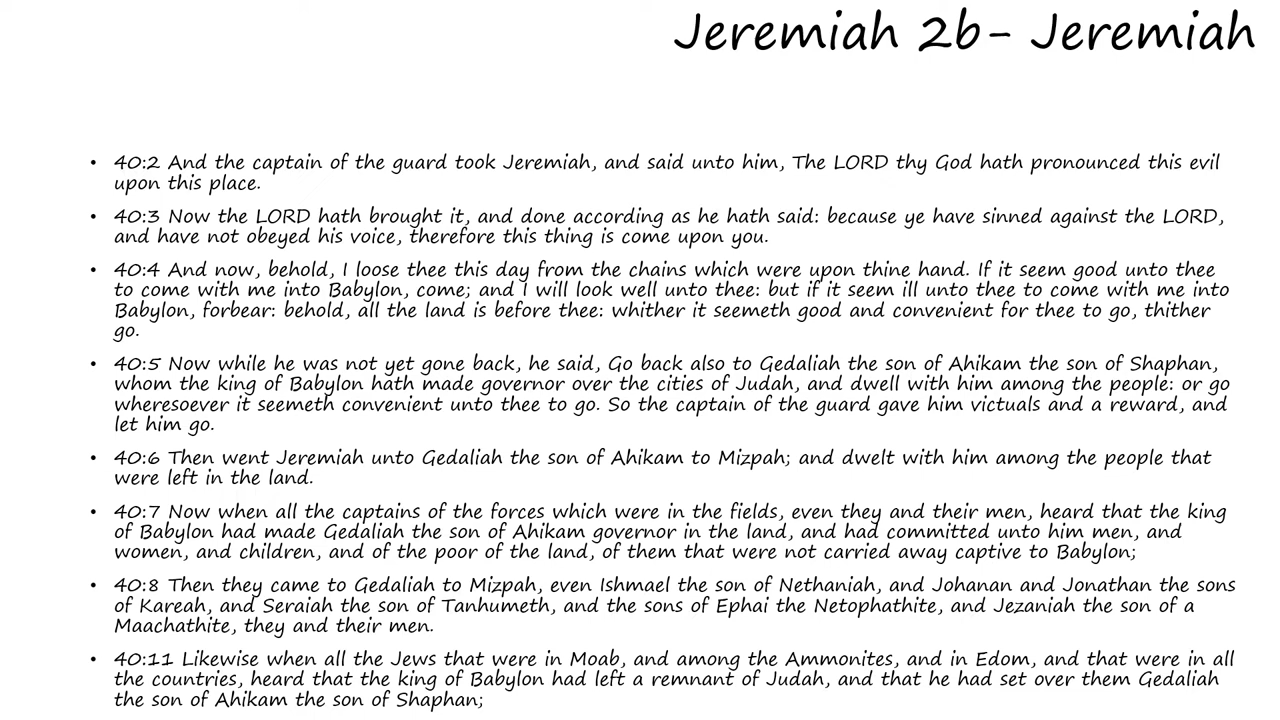 Jeremiah 2b- Jeremiah
• 40:2 And the captain of the guard took Jeremiah, and said unto him, The LORD thy God hath pronounced this evil
upon this place.
• 40:3 Now the LORD hath brought it, and done according as he hath said: because ye have sinned against the LORD,
and have not obeyed his voice, therefore this thing is come upon you.
• 40:4 And now, behold, I loose thee this day from the chains which were upon thine hand. If it seem good unto thee
to come with me into Babylon, come; and I will look well unto thee: but if it seem ill unto thee to come with me into
Babylon, forbear: behold, all the land is before thee: whither it seemeth good and convenient for thee to go, thither
go.
• 40:5 Now while he was not yet gone back, he said, Go back also to Gedaliah the son of Ahikam the son of Shaphan,
whom the king of Babylon hath made governor over the cities of Judah, and dwell with him among the people: or go
wheresoever it seemeth convenient unto thee to go. So the captain of the guard gave him victuals and a reward, and
let him go.
• 40:6 Then went Jeremiah unto Gedaliah the son of Ahikam to Mizpah; and dwelt with him among the people that
were left in the land.
• 40:7 Now when all the captains of the forces which were in the fields, even they and their men, heard that the king
of Babylon had made Gedaliah the son of Ahikam governor in the land, and had committed unto him men, and
women, and children, and of the poor of the land, of them that were not carried away captive to Babylon;
• 40:8 Then they came to Gedaliah to Mizpah, even Ishmael the son of Nethaniah, and Johanan and Jonathan the sons
of Kareah, and Seraiah the son of Tanhumeth, and the sons of Ephai the Netophathite, and Jezaniah the son of a
Maachathite, they and their men.
• 40:11 Likewise when all the Jews that were in Moab, and among the Ammonites, and in Edom, and that were in all
the countries, heard that the king of Babylon had left a remnant of Judah, and that he had set over them Gedaliah
the son of Ahikam the son of Shaphan;